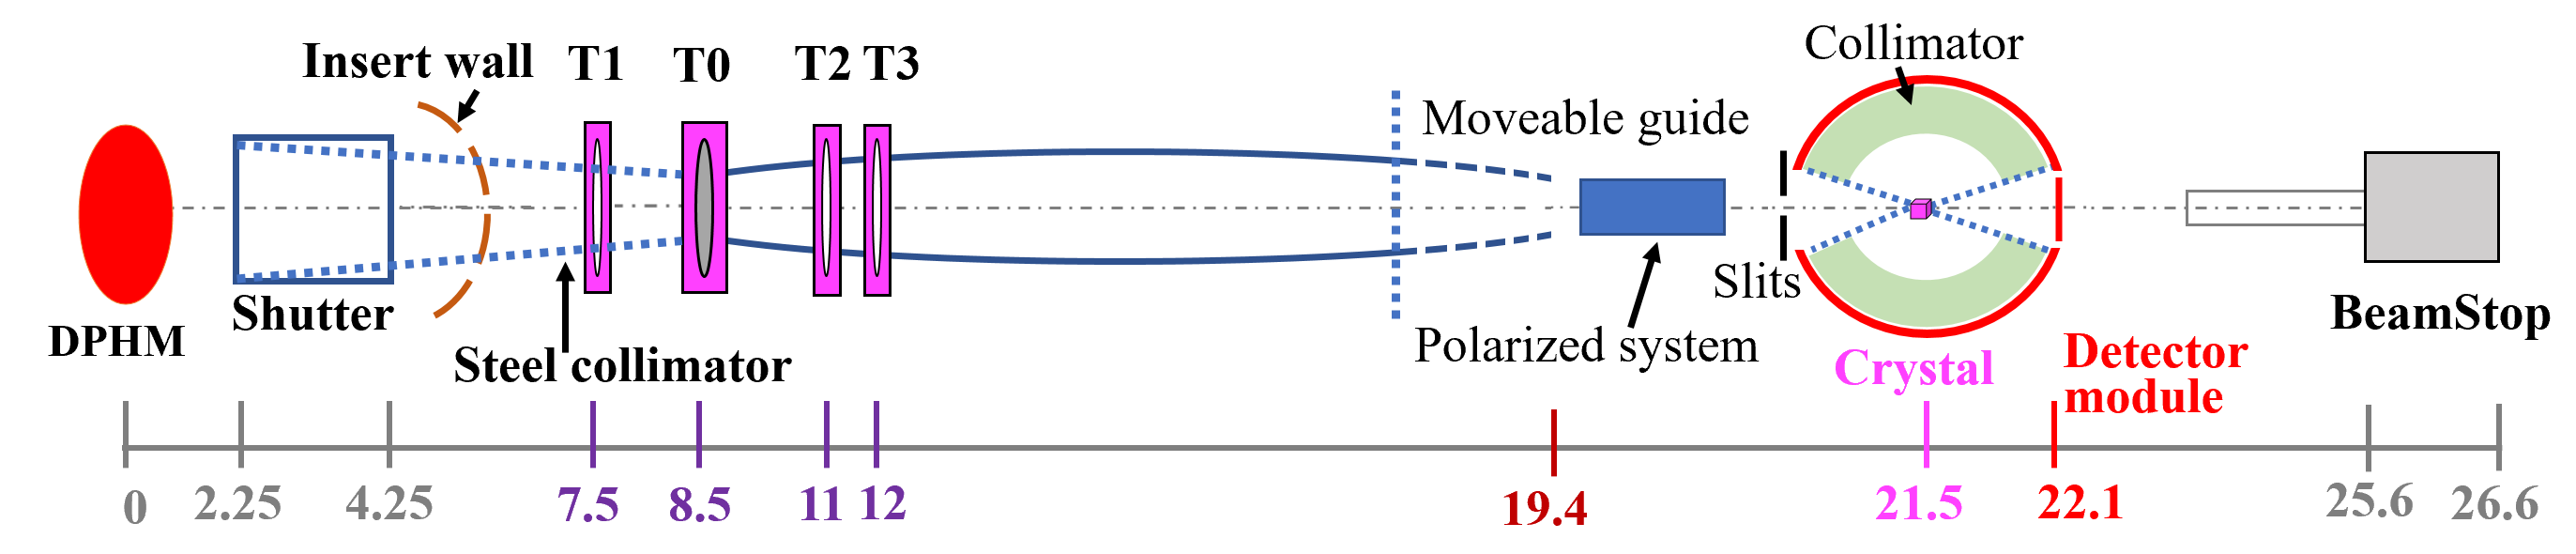 Insert wall
T1
T0
T2
T3
Collimator
Moveable guide
DPHM
Shutter
Steel collimator
Slits
Polarized system
Crystal
Detector
module
BeamStop
0
2.25
4.25
7.5
8.5
11
12
19.4
21.5
22.1
25.6
26.6